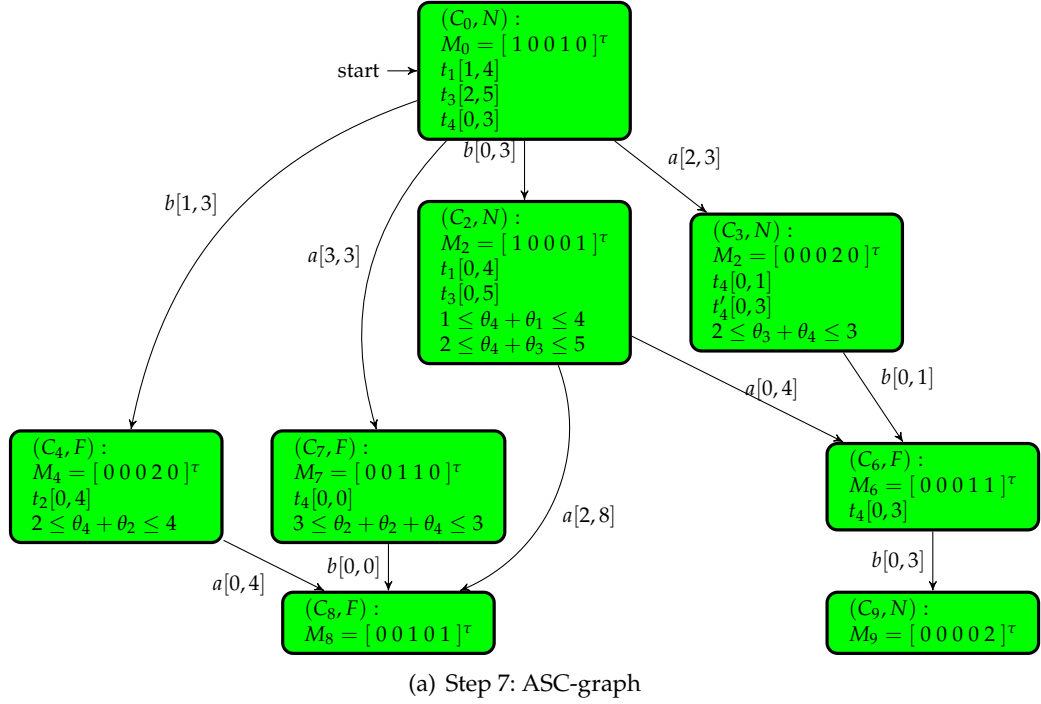 (C₀, N) :
M₀ = [ 1 0 0 1 0 ]^τ
start
t₁[1, 4]
t₃[2, 5]
t₄[0, 3]
b[1, 3]
a[3, 3]
b[0, 3]
a[2, 3]
(C₂, N) :
M₂ = [ 1 0 0 0 1 ]^τ
t₁[0, 4]
t₃[0, 5]
1 ≤ θ₄ + θ₁ ≤ 4
2 ≤ θ₄ + θ₃ ≤ 5
(C₃, N) :
M₂ = [ 0 0 0 2 0 ]^τ
t₄[0, 1]
t′₄[0, 3]
2 ≤ θ₃ + θ₄ ≤ 3
a[0, 4]
b[0, 1]
(C₄, F) :
M₄ = [ 0 0 0 2 0 ]^τ
t₂[0, 4]
2 ≤ θ₄ + θ₂ ≤ 4
(C₇, F) :
M₇ = [ 0 0 1 1 0 ]^τ
t₄[0, 0]
3 ≤ θ₂ + θ₂ + θ₄ ≤ 3
a[2, 8]
(C₆, F) :
M₆ = [ 0 0 0 1 1 ]^τ
t₄[0, 3]
a[0, 4]
b[0, 0]
b[0, 3]
(C₈, F) :
M₈ = [ 0 0 1 0 1 ]^τ
(C₉, N) :
M₉ = [ 0 0 0 0 2 ]^τ
(a) Step 7: ASC-graph